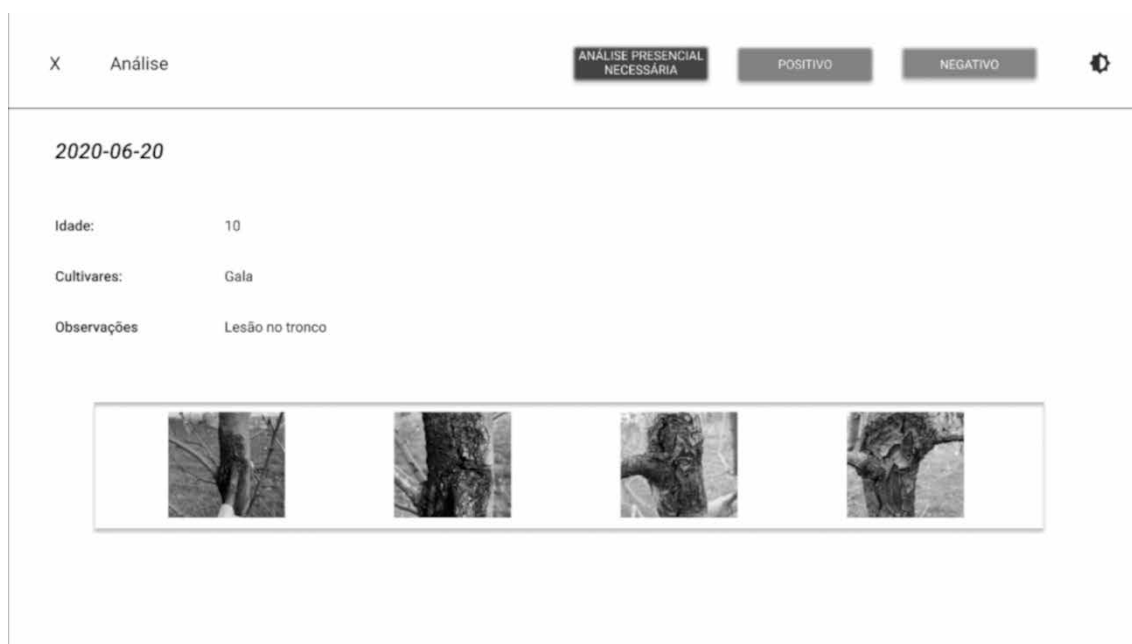 X Análise
ANÁLISE PRESENCIAL
NECESSÁRIA
POSITIVO
NEGATIVO
2020-06-20
Idade: 10
Cultivares: Gala
Observações Lesão no tronco